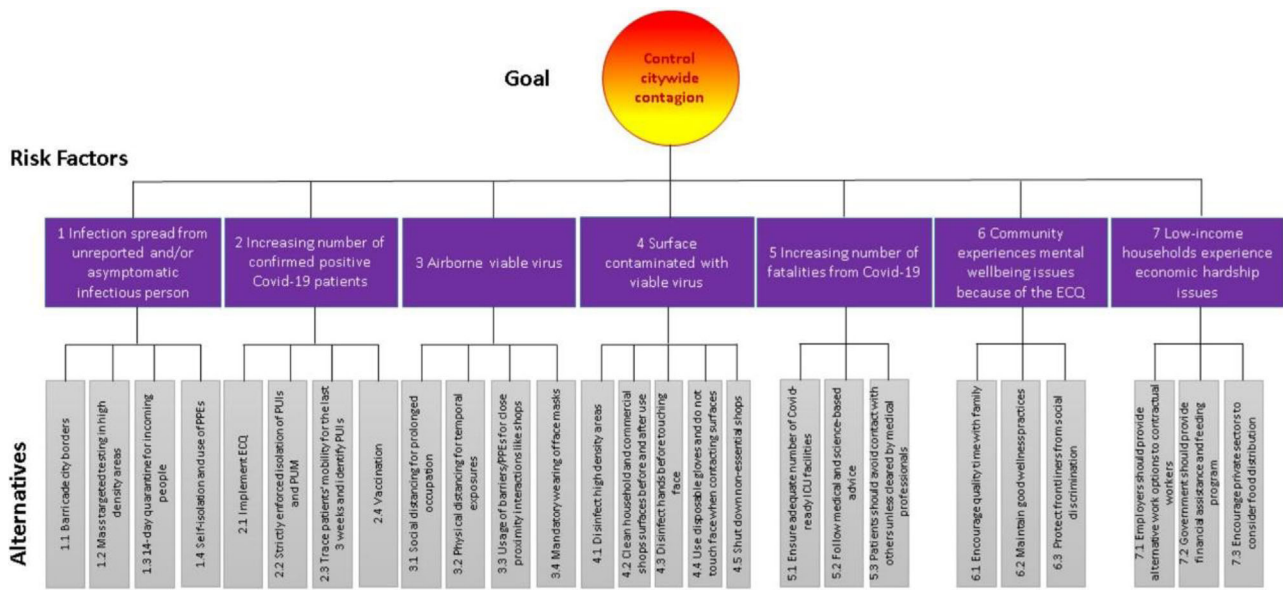 Control
citywide
contagion
Goal
Risk Factors
1 Infection spread from
unreported and/or
asymptomatic
infectious person
2 Increasing number of
confirmed positive
Covid-19 patients
3 Airborne viable virus
4 Surface
contaminated with
viable virus
5 Increasing number of
fatalities from Covid-19
6 Community
experiences mental
wellbeing issues
because of the ECQ
7 Low-income
households experience
economic hardship
issues
Alternatives
1.1 Barricade city borders
1.2 Mass targeted testing in high
density areas
1.3 14-day quarantine for incoming
people
1.4 Self-isolation and use of PPEs
2.1 Implement ECQ
2.2 Strictly enforced isolation of PUIs
and PUM
2.3 Trace patients' mobility for the last
3 weeks and identify PUIs
2.4 Vaccination
3.1 Social distancing for prolonged
occupation
3.2 Physical distancing for temporal
exposures
3.3 Usage of barriers/PPEs for close
proximity interactions like shops
3.4 Mandatory wearing of face masks
4.1 Disinfect high density areas
4.2 Clean household and commercial
shops surfaces before and after use
4.3 Disinfect hands before touching
face
4.4 Use disposable gloves and do not
touch face when contacting surfaces
4.5 Shut down non-essential shops
5.1 Ensure adequate number of Covid-
ready ICU facilities
5.2 Follow medical and science-based
advice
5.3 Patients should avoid contact with
others unless cleared by medical
professionals
6.1 Encourage quality time with family
6.2 Maintain good wellness practices
6.3 Protect frontliners from social
discrimination
7.1 Employers should provide
alternative work options to contractual
workers
7.2 Government should provide
financial assistance and feeding
program
7.3 Encourage private sectors to
consider food distribution